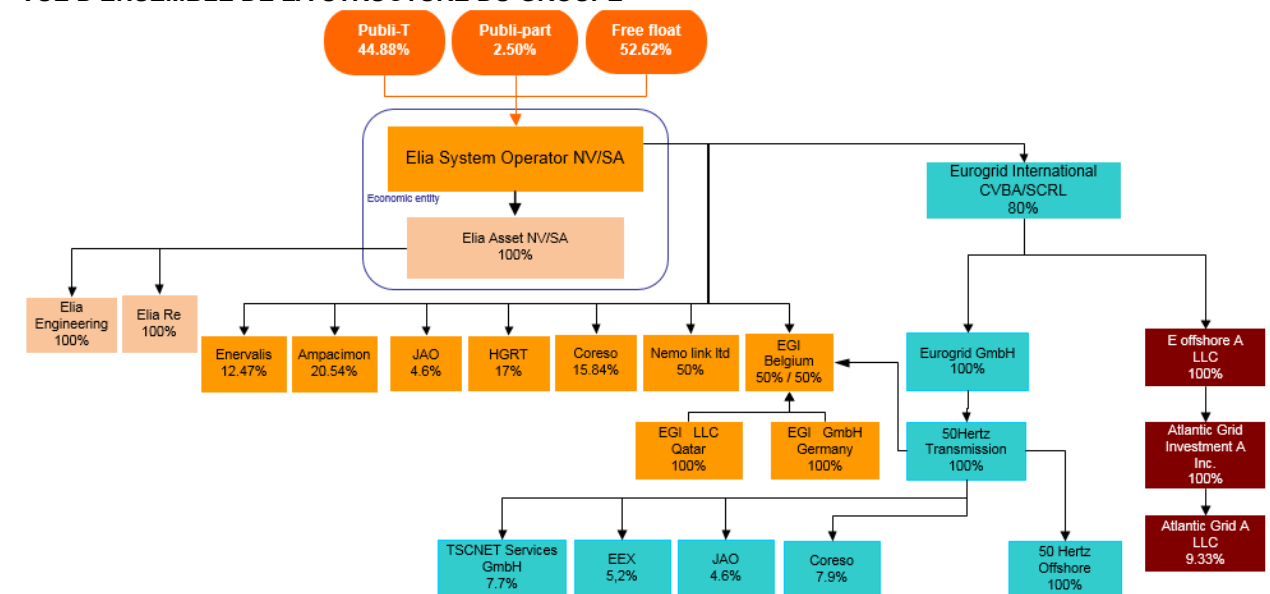 Publi-T
44.88%
Publi-part
2.50%
Free float
52.62%
Elia System Operator NV/SA
Economic entity
Elia Asset NV/SA
100%
Eurogrid International
CVBA/SCRL
80%
Elia
Engineering
100%
Elia Re
100%
Enervalis
12.47%
Ampacimon
20.54%
JAO
4.6%
HGRT
17%
Coreso
15.84%
Nemo link ltd
50%
EGI
Belgium
50% / 50%
Eurogrid GmbH
100%
E offshore A
LLC
100%
EGI LLC
Qatar
100%
EGI GmbH
Germany
100%
50Hertz
Transmission
100%
Atlantic Grid
Investment A
Inc.
100%
TSCNET Services
GmbH
7.7%
EEX
5,2%
JAO
4.6%
Coreso
7.9%
50 Hertz
Offshore
100%
Atlantic Grid A
LLC
9.33%